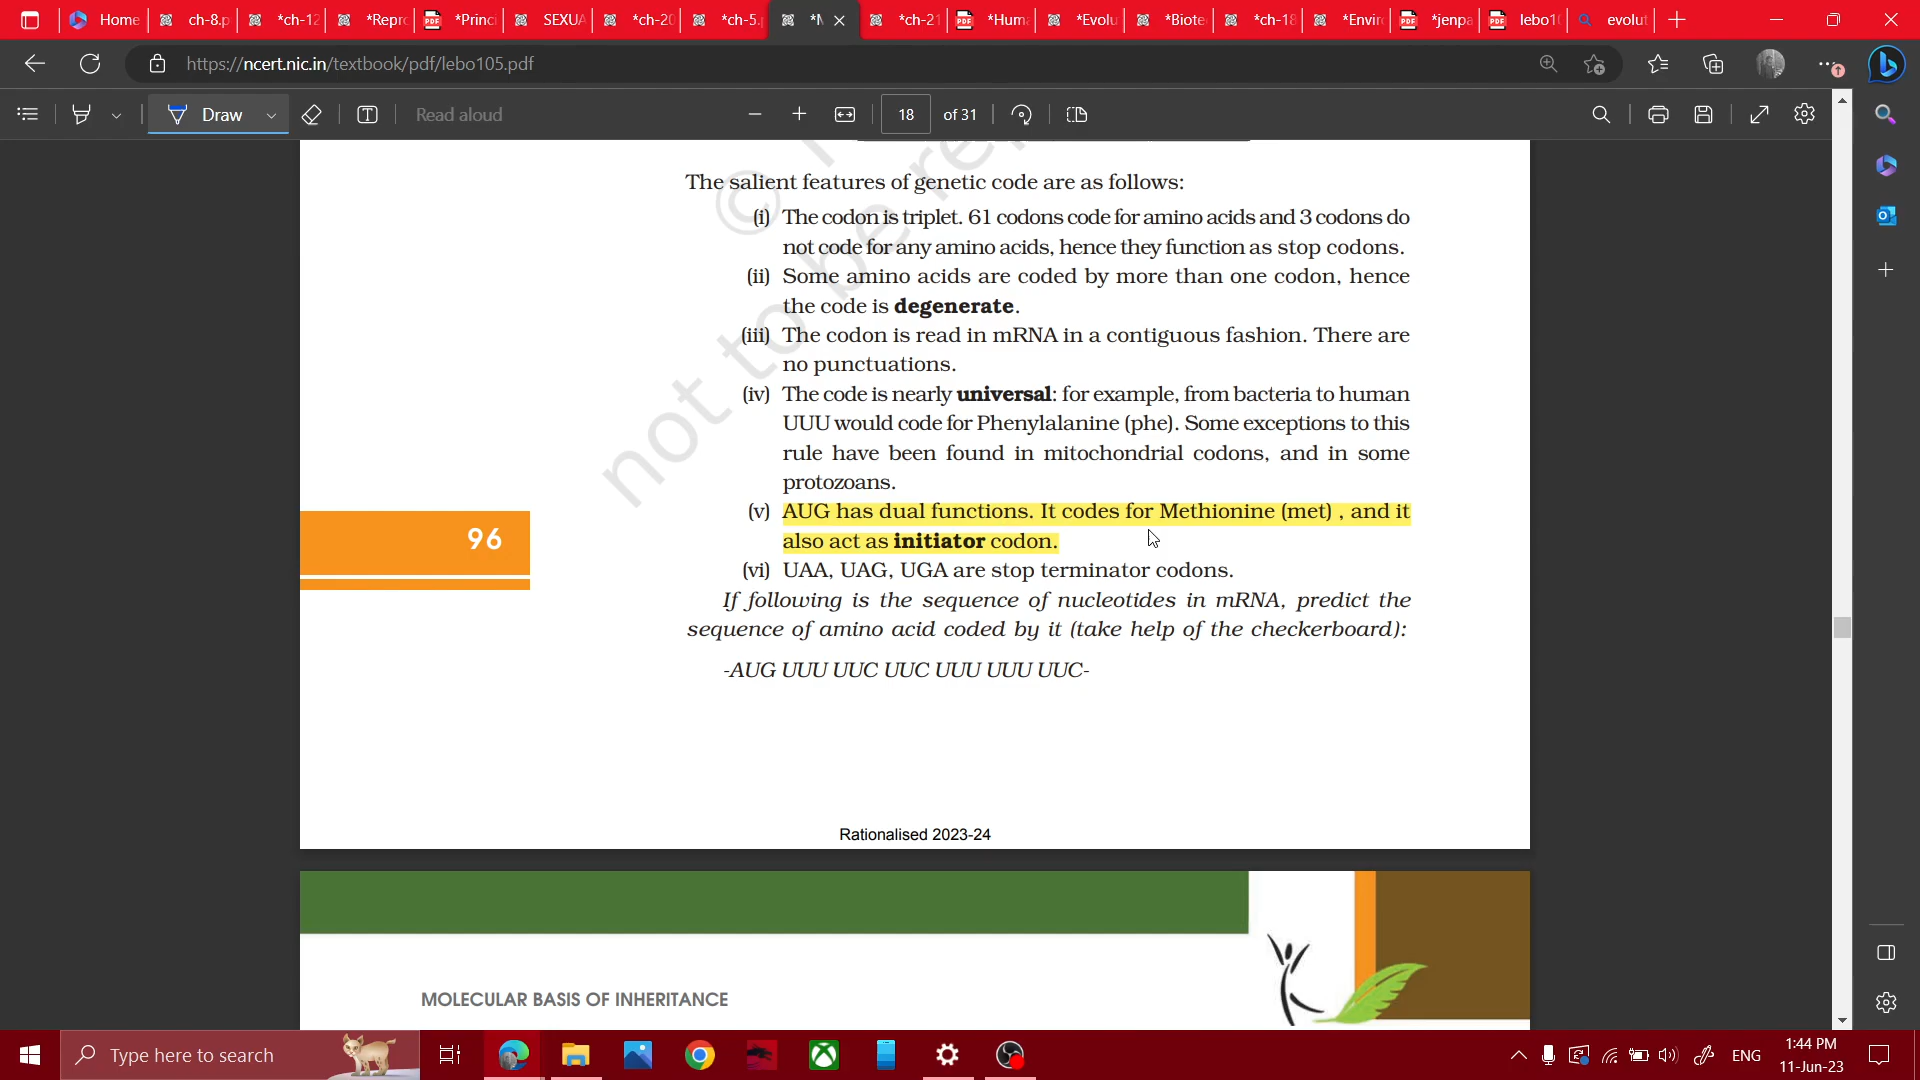 Home
ch-8.p
*ch-12
*Repro
*Princi
SEXUA
*ch-20
*ch-5.p
*M
*ch-21
*Huma
*Evolu
*Biote
*ch-18
*Envir
*jenpa
lebo10
evolut
https://ncert.nic.in/textbook/pdf/lebo105.pdf
Draw
Read aloud
18 of 31
The salient features of genetic code are as follows:
(i) The codon is triplet. 61 codons code for amino acids and 3 codons do
not code for any amino acids, hence they function as stop codons.
(ii) Some amino acids are coded by more than one codon, hence
the code is degenerate.
(iii) The codon is read in mRNA in a contiguous fashion. There are
no punctuations.
(iv) The code is nearly universal: for example, from bacteria to human
UUU would code for Phenylalanine (phe). Some exceptions to this
rule have been found in mitochondrial codons, and in some
protozoans.
(v) AUG has dual functions. It codes for Methionine (met) , and it
also act as initiator codon.
(vi) UAA, UAG, UGA are stop terminator codons.
If following is the sequence of nucleotides in mRNA, predict the
sequence of amino acid coded by it (take help of the checkerboard):
-AUG UUU UUC UUC UUU UUU UUC-
96
not to be re
©
Rationalised 2023-24
MOLECULAR BASIS OF INHERITANCE
Type here to search
ENG
1:44 PM
11-Jun-23